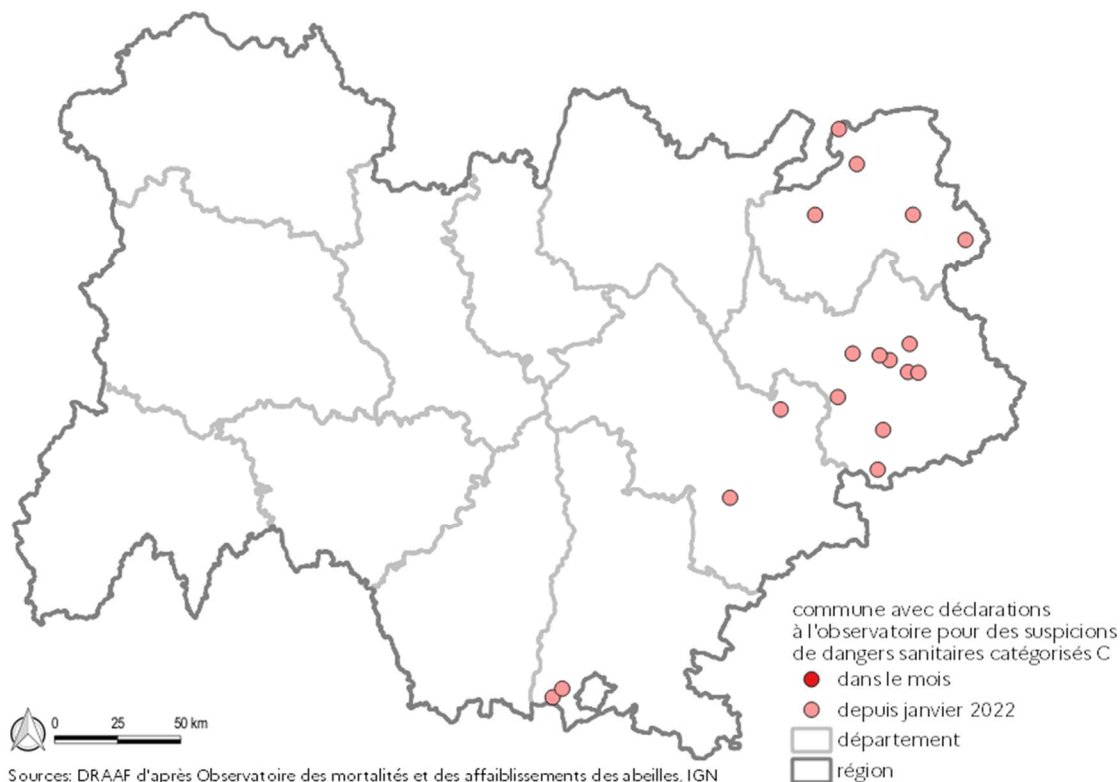 commune avec déclarations
à l'observatoire pour des suspicions
de dangers sanitaires catégorisés C
dans le mois
depuis janvier 2022
département
région
0 25 50 km
Sources: DRAAF d'après Observatoire des mortalités et des affaiblissements des abeilles, IGN